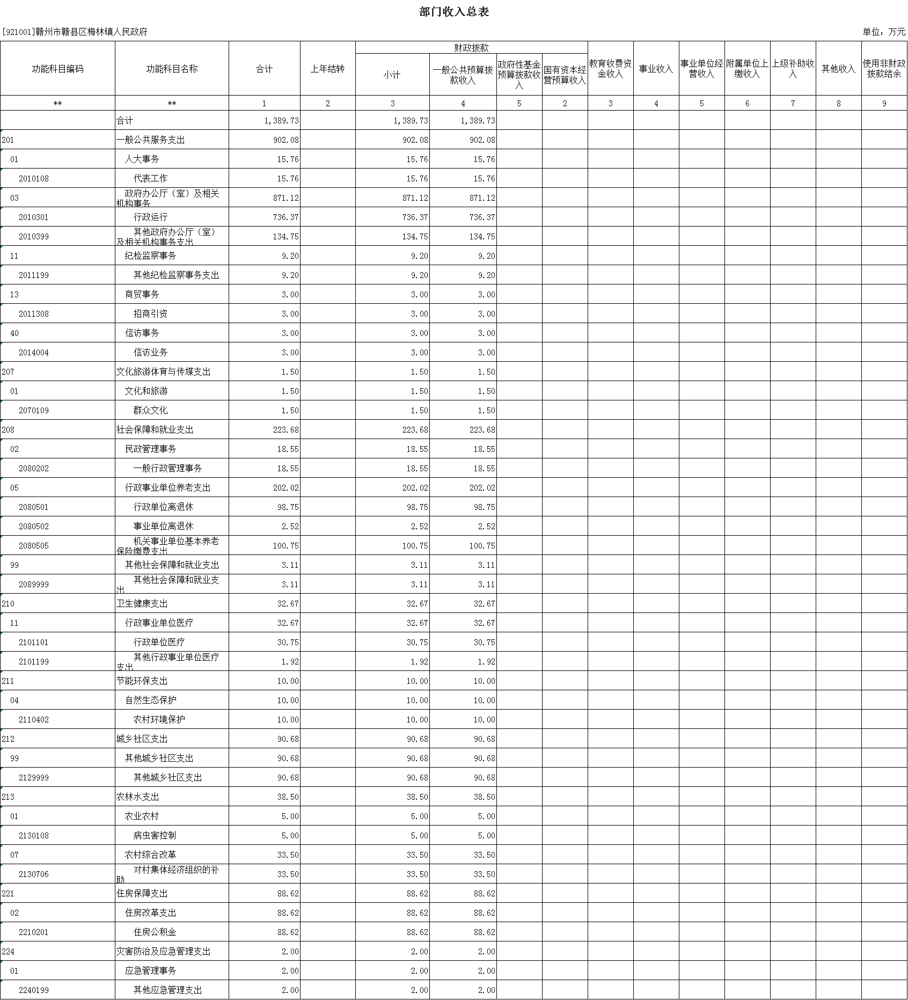 部门收入总表
[921001]赣州市赣县区梅林镇人民政府 单位：万元
功能科目编码 功能科目名称 合计 上年结转 财政拨款 教育收费资金收入 事业收入 事业单位经营收入 附属单位上缴收入 上级补助收入 其他收入 使用非财政拨款结余
小计 一般公共预算拨款收入 政府性基金预算拨款收入 国有资本经营预算收入
** ** 1 2 3 4 5 2 3 4 5 6 7 8 9
合计 1,389.73 1,389.73 1,389.73
201 一般公共服务支出 902.08 902.08 902.08
01 人大事务 15.76 15.76 15.76
2010108 代表工作 15.76 15.76 15.76
03 政府办公厅（室）及相关机构事务 871.12 871.12 871.12
2010301 行政运行 736.37 736.37 736.37
2010399 其他政府办公厅（室）及相关机构事务支出 134.75 134.75 134.75
11 纪检监察事务 9.20 9.20 9.20
2011199 其他纪检监察事务支出 9.20 9.20 9.20
13 商贸事务 3.00 3.00 3.00
2011308 招商引资 3.00 3.00 3.00
40 信访事务 3.00 3.00 3.00
2014004 信访业务 3.00 3.00 3.00
207 文化旅游体育与传媒支出 1.50 1.50 1.50
01 文化和旅游 1.50 1.50 1.50
2070109 群众文化 1.50 1.50 1.50
208 社会保障和就业支出 223.68 223.68 223.68
02 民政管理事务 18.55 18.55 18.55
2080202 一般行政管理事务 18.55 18.55 18.55
05 行政事业单位养老支出 202.02 202.02 202.02
2080501 行政单位离退休 98.75 98.75 98.75
2080502 事业单位离退休 2.52 2.52 2.52
2080505 机关事业单位基本养老保险缴费支出 100.75 100.75 100.75
99 其他社会保障和就业支出 3.11 3.11 3.11
2089999 其他社会保障和就业支出 3.11 3.11 3.11
210 卫生健康支出 32.67 32.67 32.67
11 行政事业单位医疗 32.67 32.67 32.67
2101101 行政单位医疗 30.75 30.75 30.75
2101199 其他行政事业单位医疗支出 1.92 1.92 1.92
211 节能环保支出 10.00 10.00 10.00
04 自然生态保护 10.00 10.00 10.00
2110402 农村环境保护 10.00 10.00 10.00
212 城乡社区支出 90.68 90.68 90.68
99 其他城乡社区支出 90.68 90.68 90.68
2129999 其他城乡社区支出 90.68 90.68 90.68
213 农林水支出 38.50 38.50 38.50
01 农业农村 5.00 5.00 5.00
2130108 病虫害控制 5.00 5.00 5.00
07 农村综合改革 33.50 33.50 33.50
2130706 对村集体经济组织的补助 33.50 33.50 33.50
221 住房保障支出 88.62 88.62 88.62
02 住房改革支出 88.62 88.62 88.62
2210201 住房公积金 88.62 88.62 88.62
224 灾害防治及应急管理支出 2.00 2.00 2.00
01 应急管理事务 2.00 2.00 2.00
2240199 其他应急管理支出 2.00 2.00 2.00